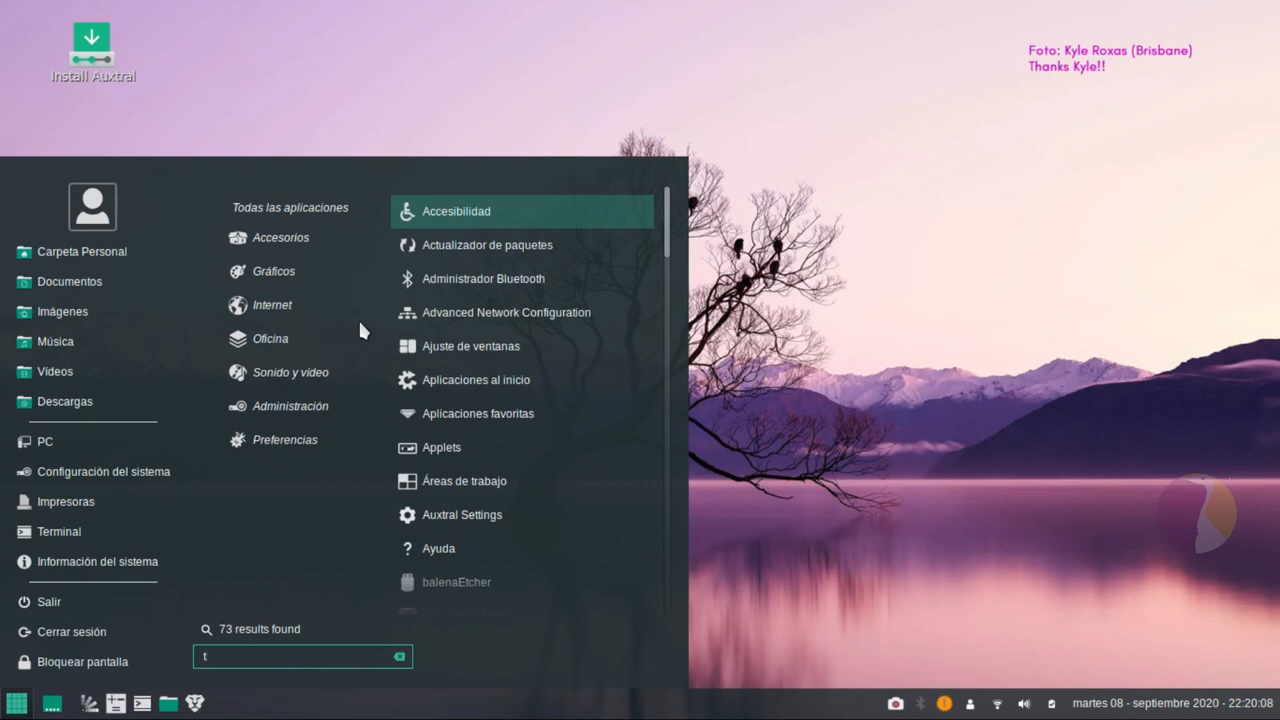 Install Auxtral
Foto: Kyle Roxas (Brisbane)
Thanks Kyle!!
Carpeta Personal
Documentos
Imágenes
Música
Vídeos
Descargas
PC
Configuración del sistema
Impresoras
Terminal
Información del sistema
Salir
Cerrar sesión
Bloquear pantalla
Todas las aplicaciones
Accesorios
Gráficos
Internet
Oficina
Sonido y vídeo
Administración
Preferencias
Accesibilidad
Actualizador de paquetes
Administrador Bluetooth
Advanced Network Configuration
Ajuste de ventanas
Aplicaciones al inicio
Aplicaciones favoritas
Applets
Áreas de trabajo
Auxtral Settings
Ayuda
balenaEtcher
73 results found
t
martes 08 - septiembre 2020 - 22:20:08